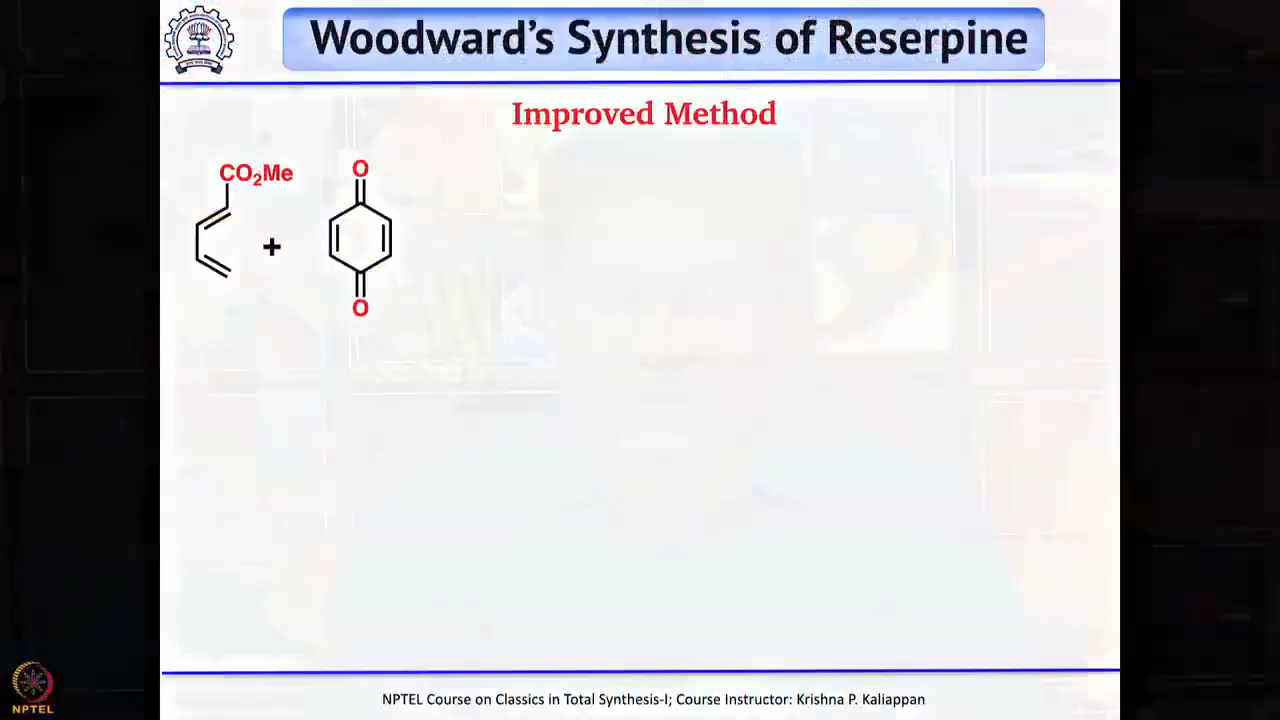 Woodward's Synthesis of Reserpine
Improved Method
CO2Me
O
+
O
NPTEL
NPTEL Course on Classics in Total Synthesis-I; Course Instructor: Krishna P. Kaliappan